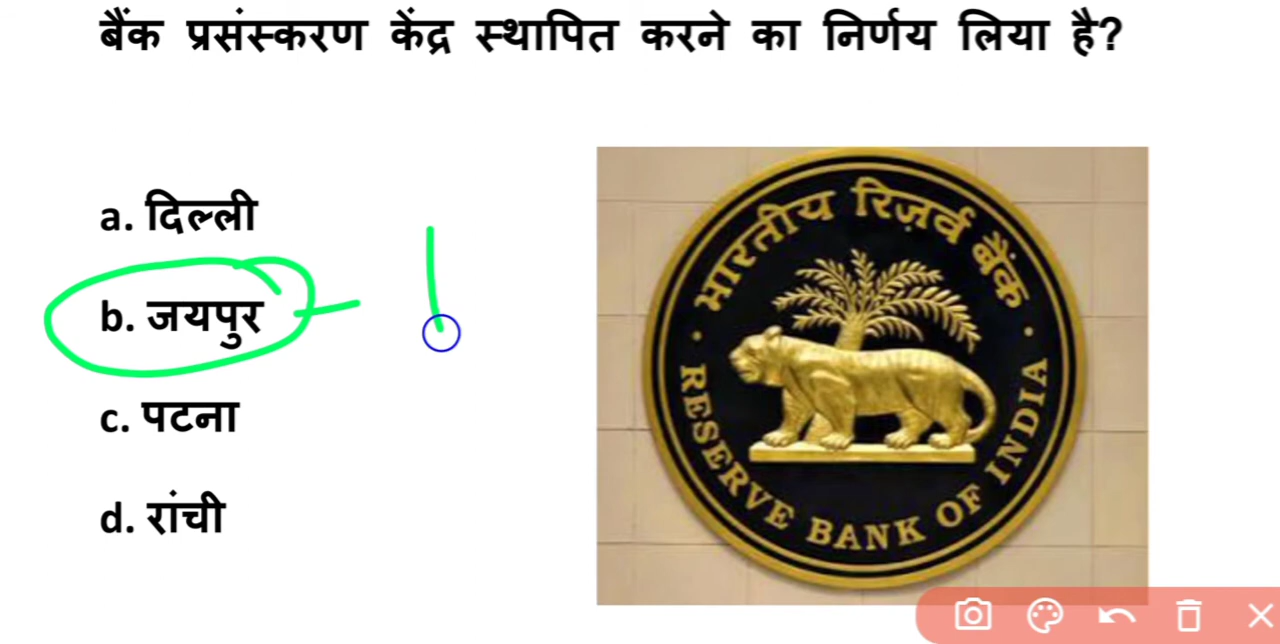 बैंक प्रसंस्करण केंद्र स्थापित करने का निर्णय लिया है?
a. दिल्ली
b. जयपुर
c. पटना
d. रांची
भारतीय रिज़र्व बैंक
RESERVE BANK OF INDIA